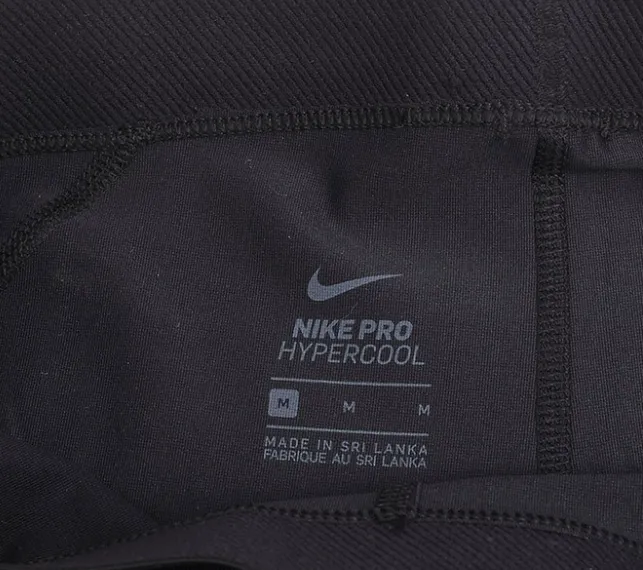 NIKE PRO
HYPERCOOL
M M M
MADE IN SRI LANKA
FABRIQUE AU SRI LANKA